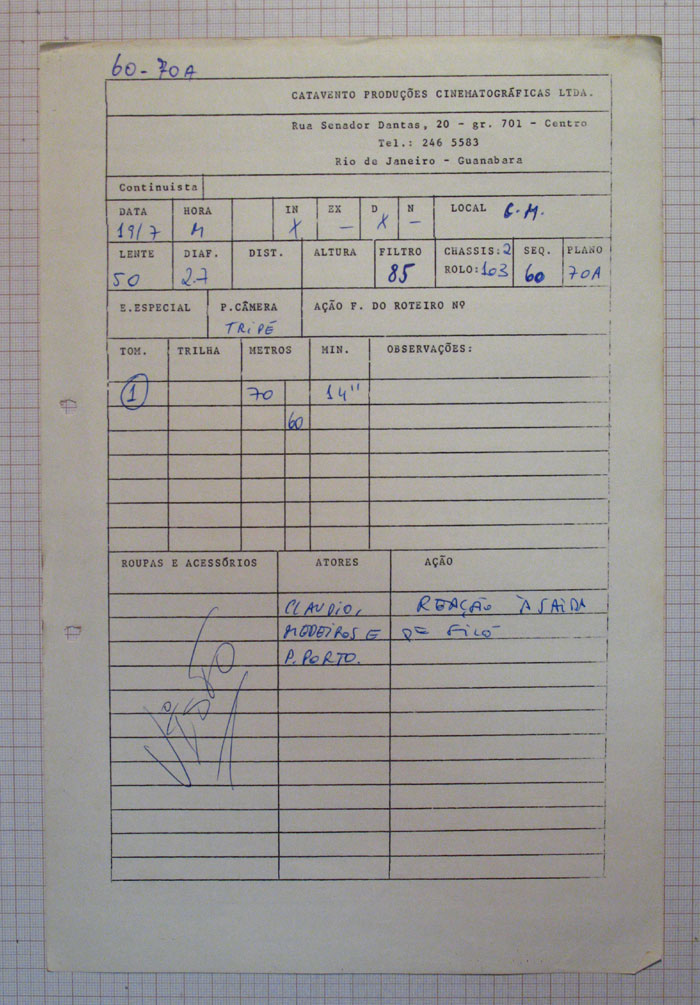 60-70A
CATAVENTO PRODUÇÕES CINEMATOGRÁFICAS LTDA.
Rua Senador Dantas, 20 - gr. 701 - Centro
Tel.: 246 5583
Rio de Janeiro - Guanabara
Continuista
DATA HORA IN EX D N LOCAL C.M.
19/7 M X - X -
LENTE DIAF. DIST. ALTURA FILTRO CHASSIS: 2 SEQ. PLANO
50 2.7 85 ROLO: 103 60 70A
E.ESPECIAL P.CÂMERA AÇÃO F. DO ROTEIRO Nº
TRIPÉ
TOM. TRILHA METROS MIN. OBSERVAÇÕES:
1 70 14"
60
ROUPAS E ACESSÓRIOS ATORES AÇÃO
CLAUDIO, REAÇÃO À SAIDA
MEDEIROS E DE FILÓ
P. PORTO.